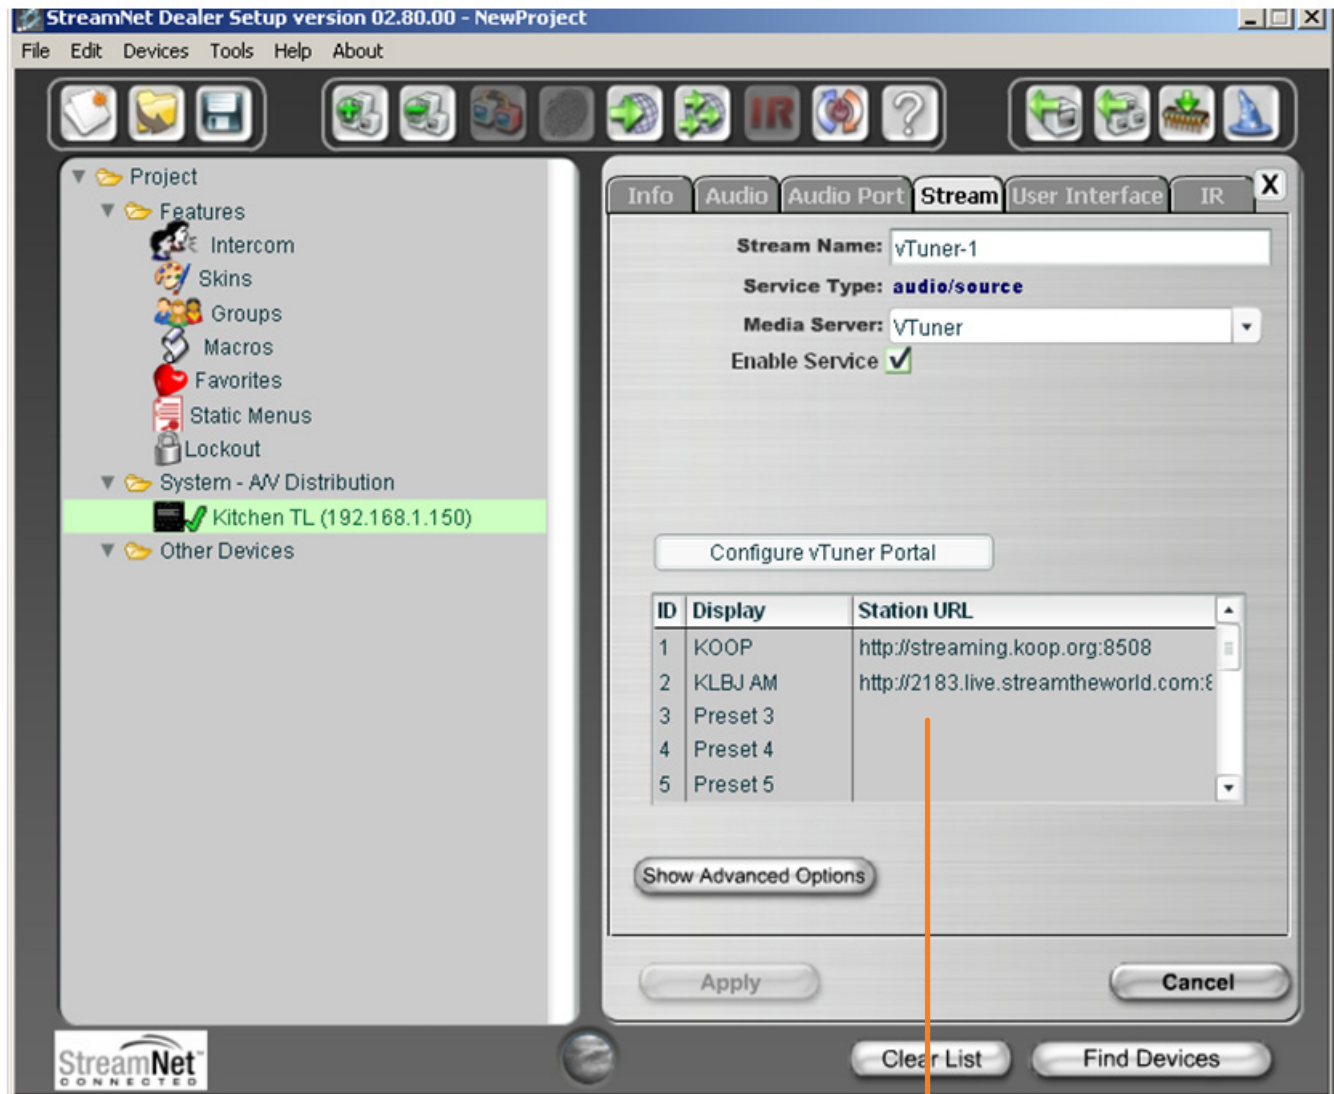 StreamNet Dealer Setup version 02.80.00 - NewProject
File Edit Devices Tools Help About
IR
?
Project
Features
Intercom
Skins
Groups
Macros
Favorites
Static Menus
Lockout
System - A/V Distribution
Kitchen TL (192.168.1.150)
Other Devices
Info Audio Audio Port Stream User Interface IR X
Stream Name: vTuner-1
Service Type: audio/source
Media Server: VTuner
Enable Service
Configure vTuner Portal
ID Display Station URL
1 KOOP http://streaming.koop.org:8508
2 KLBJ AM http://2183.live.streamtheworld.com:
3 Preset 3
4 Preset 4
5 Preset 5
Show Advanced Options
Apply Cancel
StreamNet™
CONNECTED
Clear List Find Devices